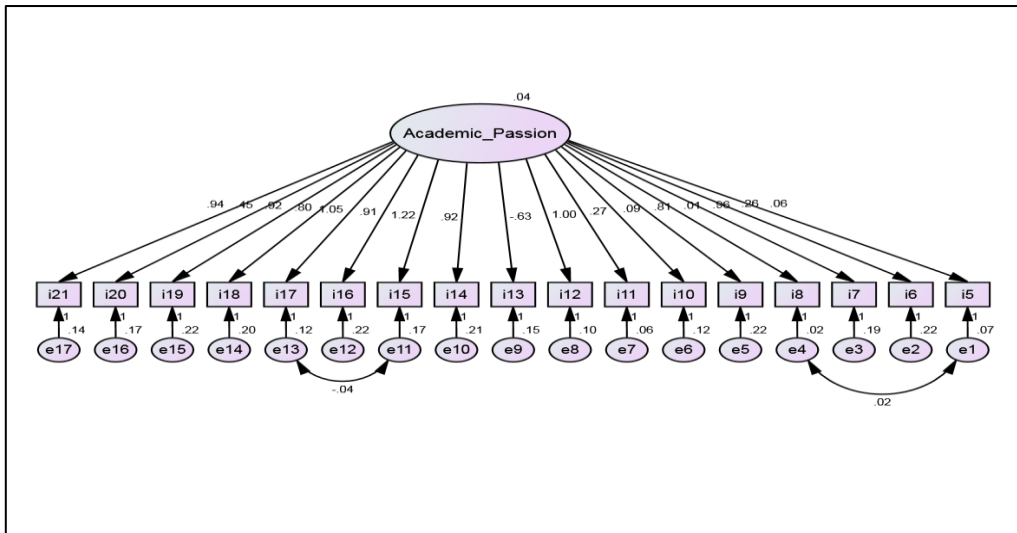 .04
Academic_Passion
.94 .45 .92 .80 1.05 .91 1.22 .92 -.63 1.00 .27 .09 .81 .01 .96 .26 .06
i21 i20 i19 i18 i17 i16 i15 i14 i13 i12 i11 i10 i9 i8 i7 i6 i5
1 1 1 1 1 1 1 1 1 1 1 1 1 1 1 1 1
.14 .17 .22 .20 .12 .22 .17 .21 .15 .10 .06 .12 .22 .02 .19 .22 .07
e17 e16 e15 e14 e13 e12 e11 e10 e9 e8 e7 e6 e5 e4 e3 e2 e1
-.04
.02